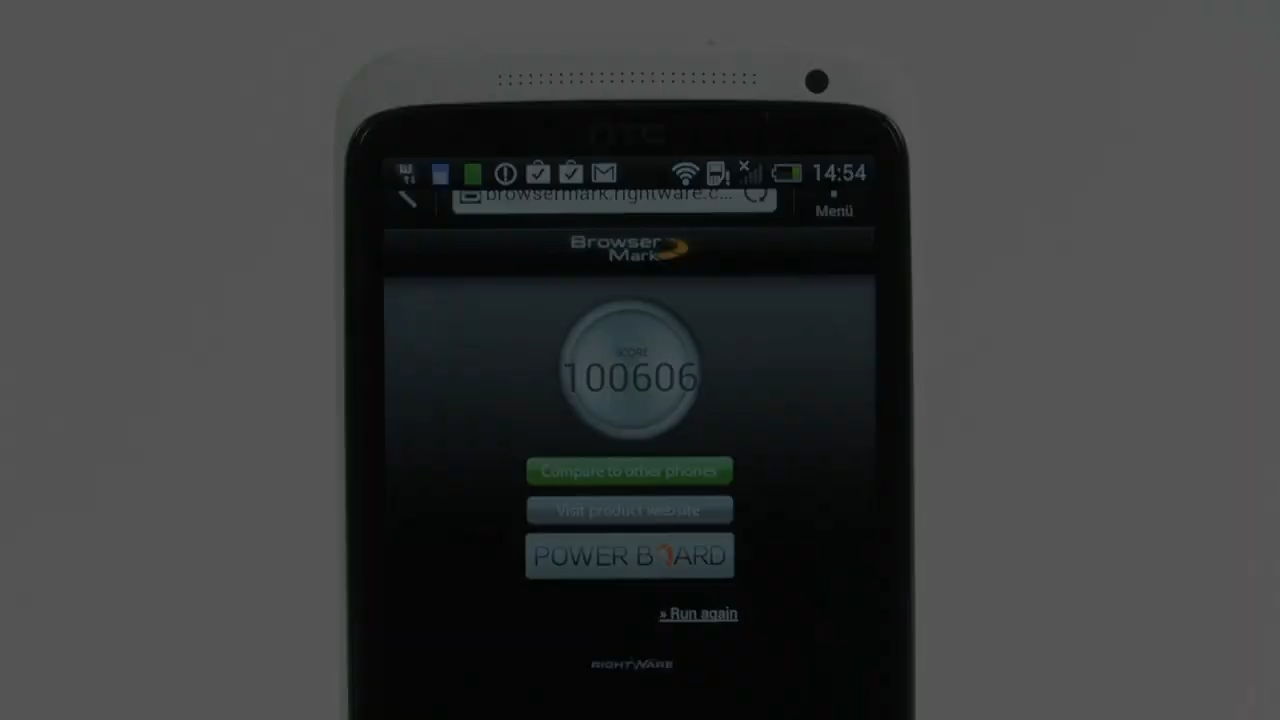 hTC
14:54
browsermark.rightware.c...
Menü
Browser
Mark
SCORE
100606
Compare to other phones
Visit product website
POWER BOARD
» Run again
RIGHTWARE